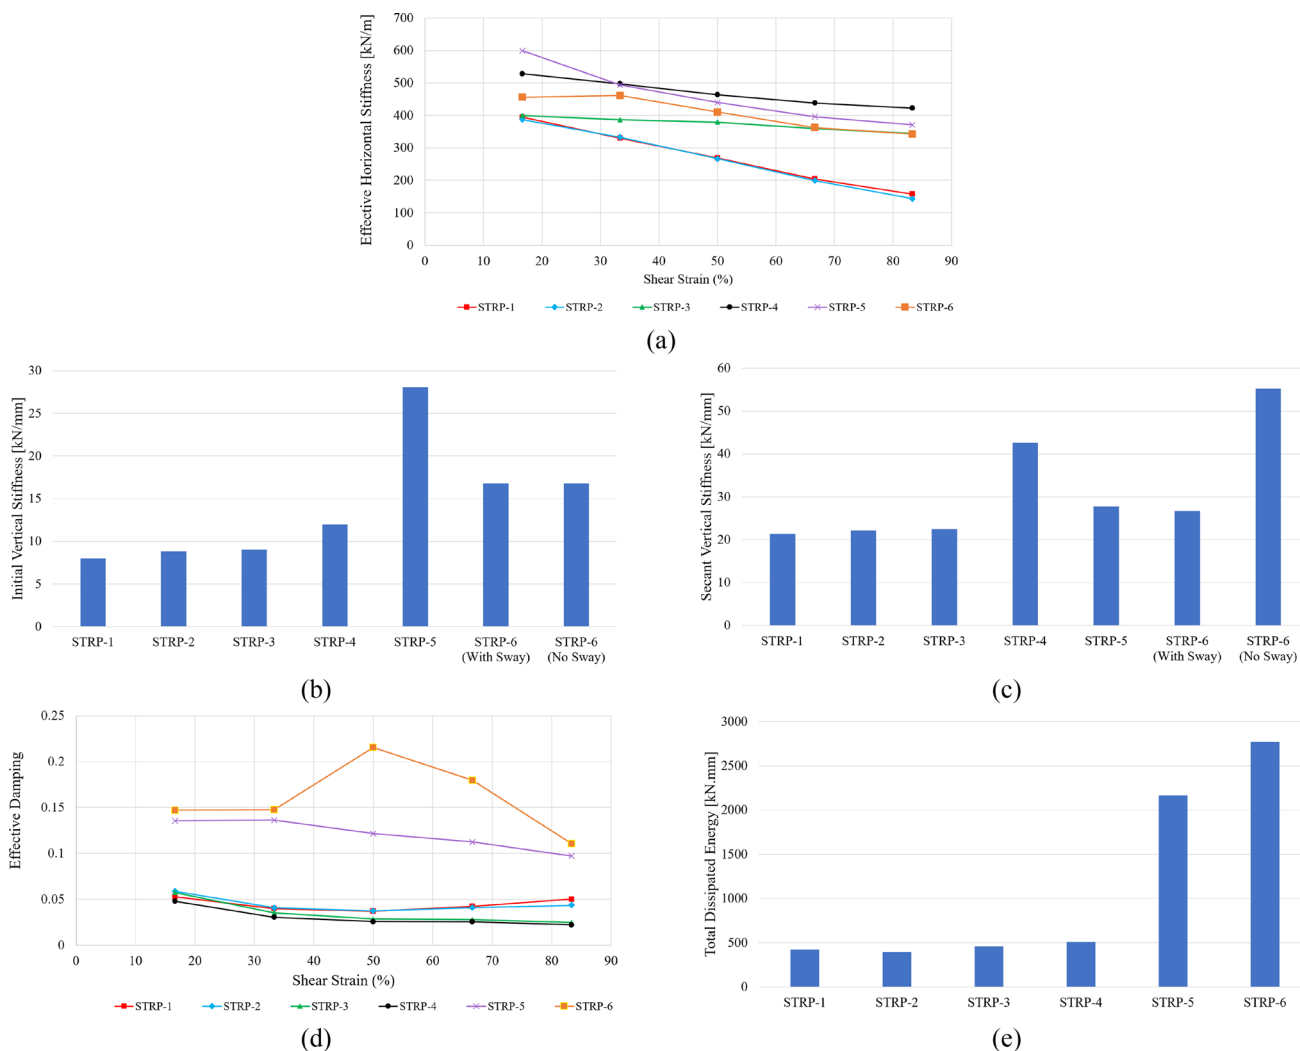 Effective Horizontal Stiffness [kN/m]
700
600
500
400
300
200
100
0
0 10 20 30 40 50 60 70 80 90
Shear Strain (%)
STRP-1 STRP-2 STRP-3 STRP-4 STRP-5 STRP-6
(a)
Initial Vertical Stiffness [kN/mm]
30
25
20
15
10
5
0
STRP-1 STRP-2 STRP-3 STRP-4 STRP-5 STRP-6 STRP-6
(With Sway) (No Sway)
(b)
Secant Vertical Stiffness [kN/mm]
60
50
40
30
20
10
0
STRP-1 STRP-2 STRP-3 STRP-4 STRP-5 STRP-6 STRP-6
(With Sway) (No Sway)
(c)
Effective Damping
0.25
0.2
0.15
0.1
0.05
0
0 10 20 30 40 50 60 70 80 90
Shear Strain (%)
STRP-1 STRP-2 STRP-3 STRP-4 STRP-5 STRP-6
(d)
Total Dissipated Energy [kN.mm]
3000
2500
2000
1500
1000
500
0
STRP-1 STRP-2 STRP-3 STRP-4 STRP-5 STRP-6
(e)